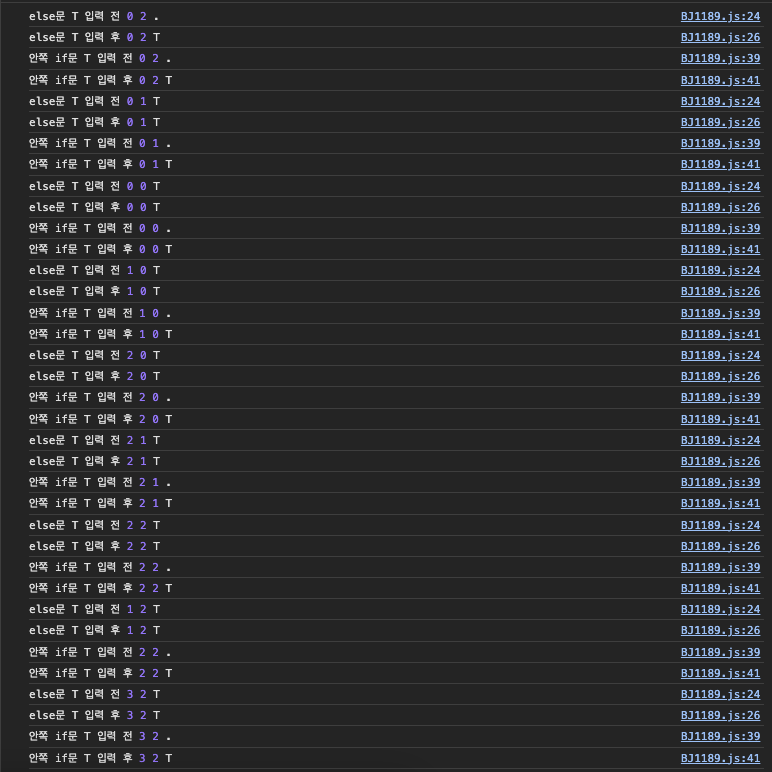 else문 T 입력 전 0 2 . BJ1189.js:24
else문 T 입력 후 0 2 T BJ1189.js:26
안쪽 if문 T 입력 전 0 2 . BJ1189.js:39
안쪽 if문 T 입력 후 0 2 T BJ1189.js:41
else문 T 입력 전 0 1 T BJ1189.js:24
else문 T 입력 후 0 1 T BJ1189.js:26
안쪽 if문 T 입력 전 0 1 . BJ1189.js:39
안쪽 if문 T 입력 후 0 1 T BJ1189.js:41
else문 T 입력 전 0 0 T BJ1189.js:24
else문 T 입력 후 0 0 T BJ1189.js:26
안쪽 if문 T 입력 전 0 0 . BJ1189.js:39
안쪽 if문 T 입력 후 0 0 T BJ1189.js:41
else문 T 입력 전 1 0 T BJ1189.js:24
else문 T 입력 후 1 0 T BJ1189.js:26
안쪽 if문 T 입력 전 1 0 . BJ1189.js:39
안쪽 if문 T 입력 후 1 0 T BJ1189.js:41
else문 T 입력 전 2 0 T BJ1189.js:24
else문 T 입력 후 2 0 T BJ1189.js:26
안쪽 if문 T 입력 전 2 0 . BJ1189.js:39
안쪽 if문 T 입력 후 2 0 T BJ1189.js:41
else문 T 입력 전 2 1 T BJ1189.js:24
else문 T 입력 후 2 1 T BJ1189.js:26
안쪽 if문 T 입력 전 2 1 . BJ1189.js:39
안쪽 if문 T 입력 후 2 1 T BJ1189.js:41
else문 T 입력 전 2 2 T BJ1189.js:24
else문 T 입력 후 2 2 T BJ1189.js:26
안쪽 if문 T 입력 전 2 2 . BJ1189.js:39
안쪽 if문 T 입력 후 2 2 T BJ1189.js:41
else문 T 입력 전 1 2 T BJ1189.js:24
else문 T 입력 후 1 2 T BJ1189.js:26
안쪽 if문 T 입력 전 2 2 . BJ1189.js:39
안쪽 if문 T 입력 후 2 2 T BJ1189.js:41
else문 T 입력 전 3 2 T BJ1189.js:24
else문 T 입력 후 3 2 T BJ1189.js:26
안쪽 if문 T 입력 전 3 2 . BJ1189.js:39
안쪽 if문 T 입력 후 3 2 T BJ1189.js:41